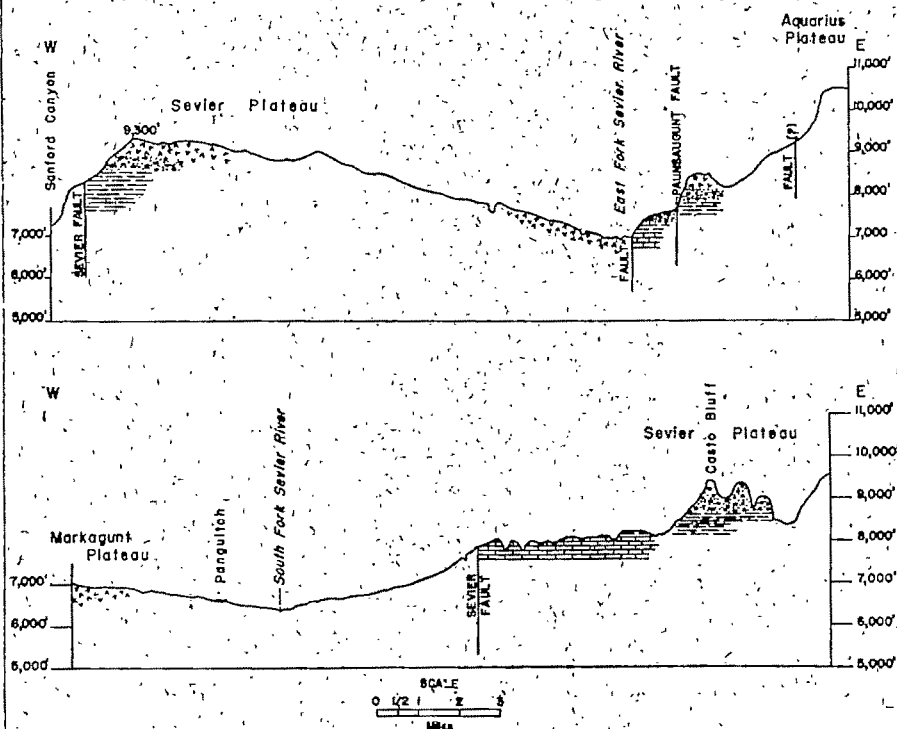 Aquarius
Plateau
W
E
Sanford Canyon
Sevier Plateau
9,300'
East Fork Sevier River
PAUNSAUGUNT FAULT
FAULT (?)
SEVIER FAULT
FAULT
11,000'
10,000'
9,000'
8,000'
7,000'
6,000'
5,000'
7,000'
6,000'
5,000'
W
E
Markagunt
Plateau
Panguitch
South Fork Sevier River
SEVIER
FAULT
Sevier Plateau
Casto Bluff
11,000'
10,000'
9,000'
8,000'
7,000'
6,000'
5,000'
7,000'
6,000'
5,000'
SCALE
0 1/2 1 2 3
Miles